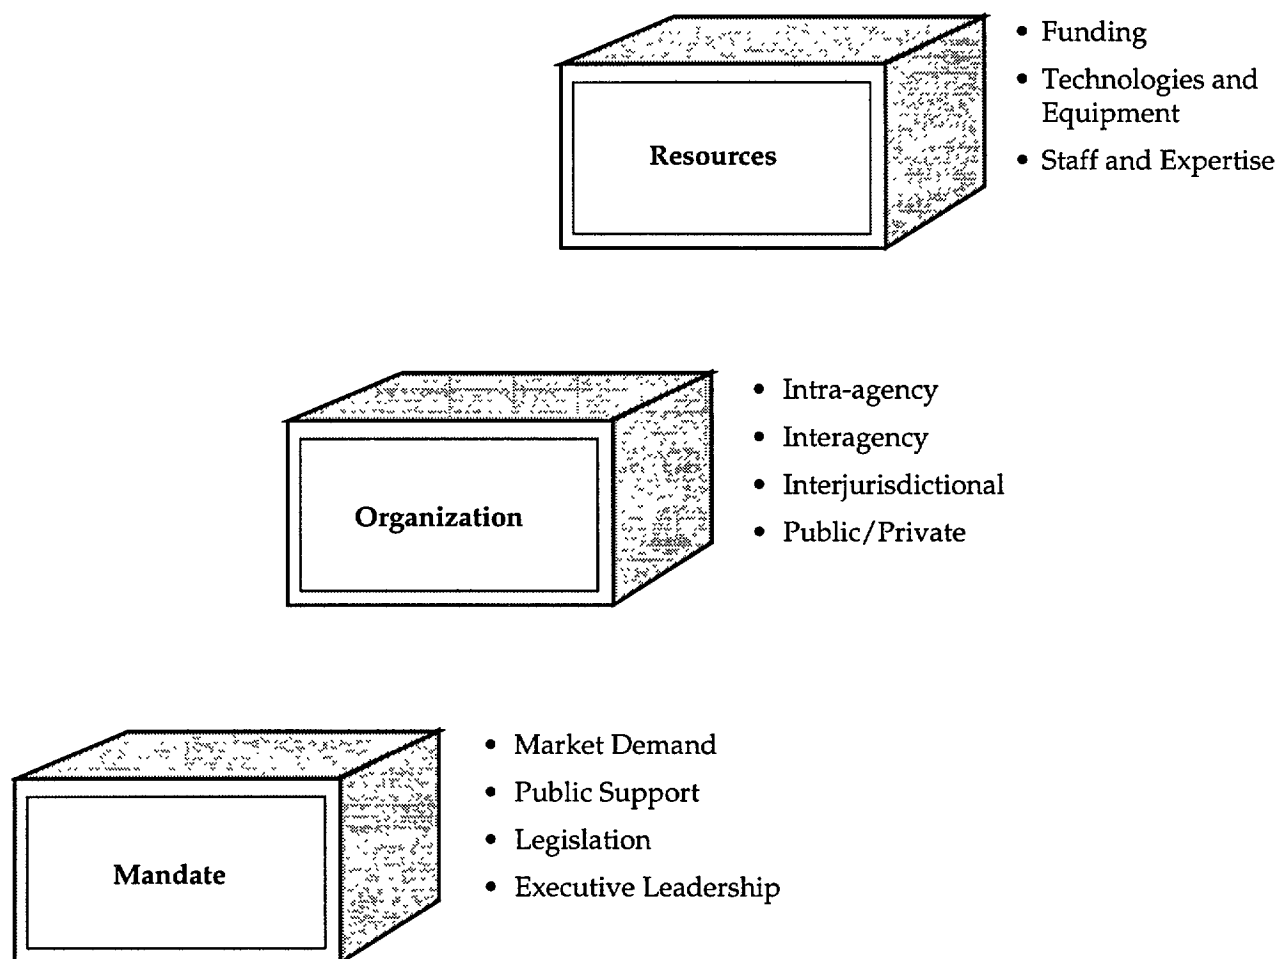 Resources
• Funding
• Technologies and
Equipment
• Staff and Expertise
Organization
• Intra-agency
• Interagency
• Interjurisdictional
• Public/Private
Mandate
• Market Demand
• Public Support
• Legislation
• Executive Leadership